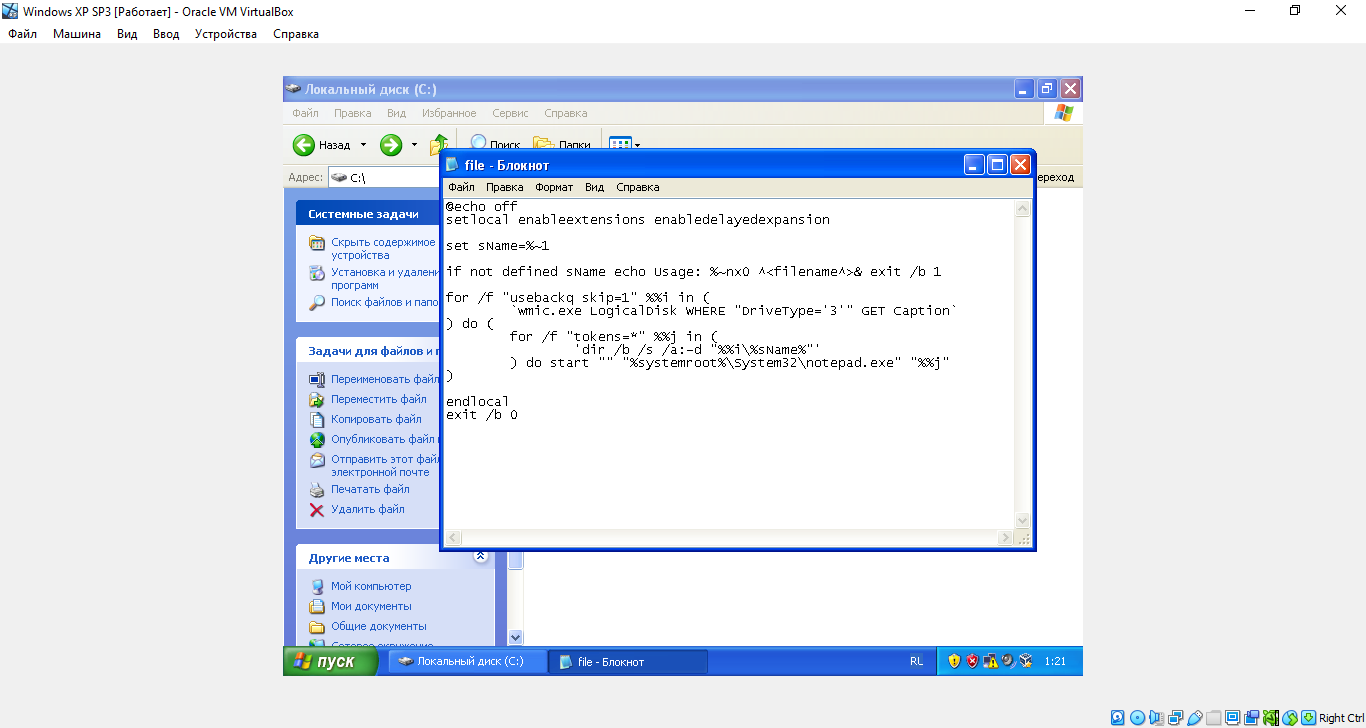 Windows XP SP3 [Работает] - Oracle VM VirtualBox
Файл Машина Вид Ввод Устройства Справка
Локальный диск (C:)
Файл Правка Вид Избранное Сервис Справка
Назад Поиск Папки
Адрес: C:\ ереход
file - Блокнот
Файл Правка Формат Вид Справка
@echo off
setlocal enableextensions enabledelayedexpansion
set sName=%~1
if not defined sName echo Usage: %~nx0 ^<filename^>& exit /b 1
for /f "usebackq skip=1" %%i in (
`wmic.exe LogicalDisk WHERE "DriveType='3'" GET Caption`
) do (
for /f "tokens=*" %%j in (
'dir /b /s /a:-d "%%i\%sName%"'
) do start "" "%systemroot%\System32\notepad.exe" "%%j"
)
endlocal
exit /b 0
Системные задачи
Скрыть содержимое
устройства
Установка и удалени
программ
Поиск файлов и папо
Задачи для файлов и п
Переименовать файл
Переместить файл
Копировать файл
Опубликовать файл
Отправить этот файл
электронной почте
Печатать файл
Удалить файл
Другие места
Мой компьютер
Мои документы
Общие документы
Сетевое окружение
пуск
Локальный диск (C:)
file - Блокнот
RL
1:21
Right Ctrl